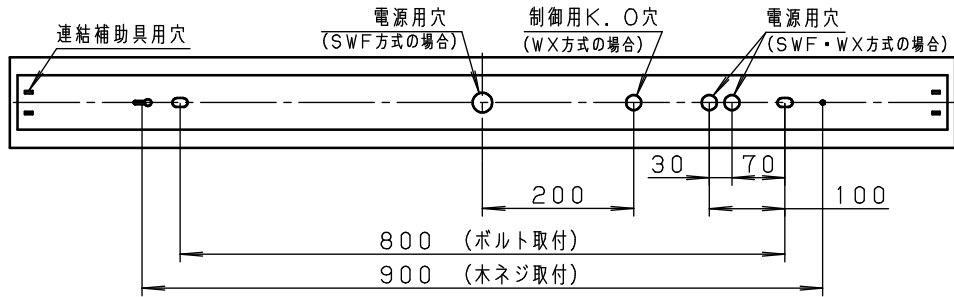 連結補助具用穴
電源用穴
(SWF方式の場合)
制御用K.O穴
(WX方式の場合)
電源用穴
(SWF・WX方式の場合)
30
70
200
100
800 (ボルト取付)
900 (木ネジ取付)